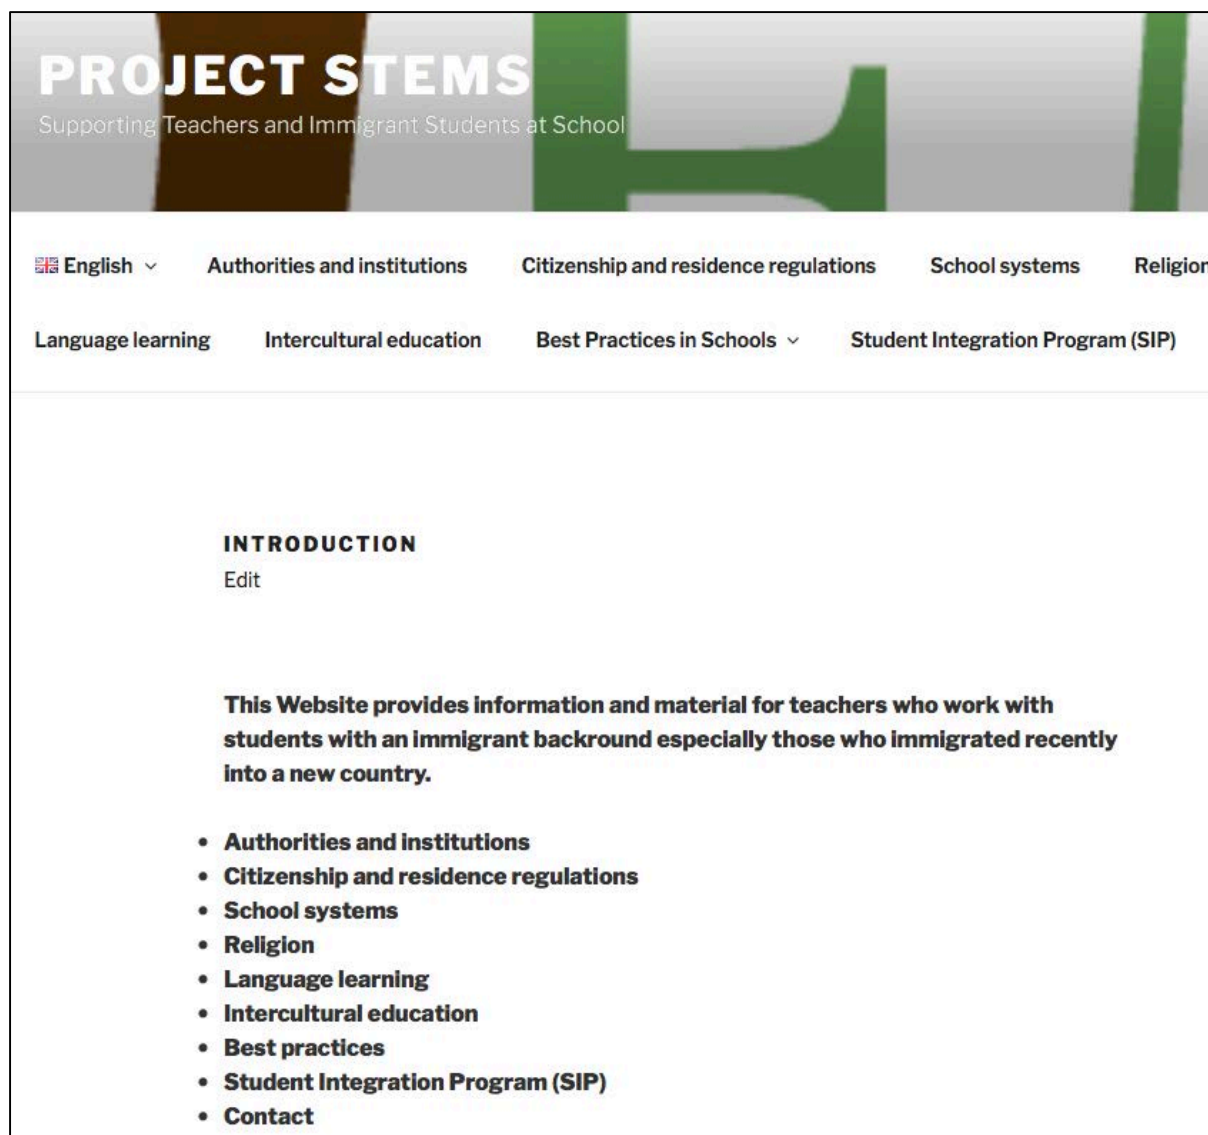 PROJECT STEMS
Supporting Teachers and Immigrant Students at School
English Authorities and institutions Citizenship and residence regulations School systems Religion
Language learning Intercultural education Best Practices in Schools Student Integration Program (SIP)
INTRODUCTION
Edit
This Website provides information and material for teachers who work with
students with an immigrant backround especially those who immigrated recently
into a new country.
• Authorities and institutions
• Citizenship and residence regulations
• School systems
• Religion
• Language learning
• Intercultural education
• Best practices
• Student Integration Program (SIP)
• Contact